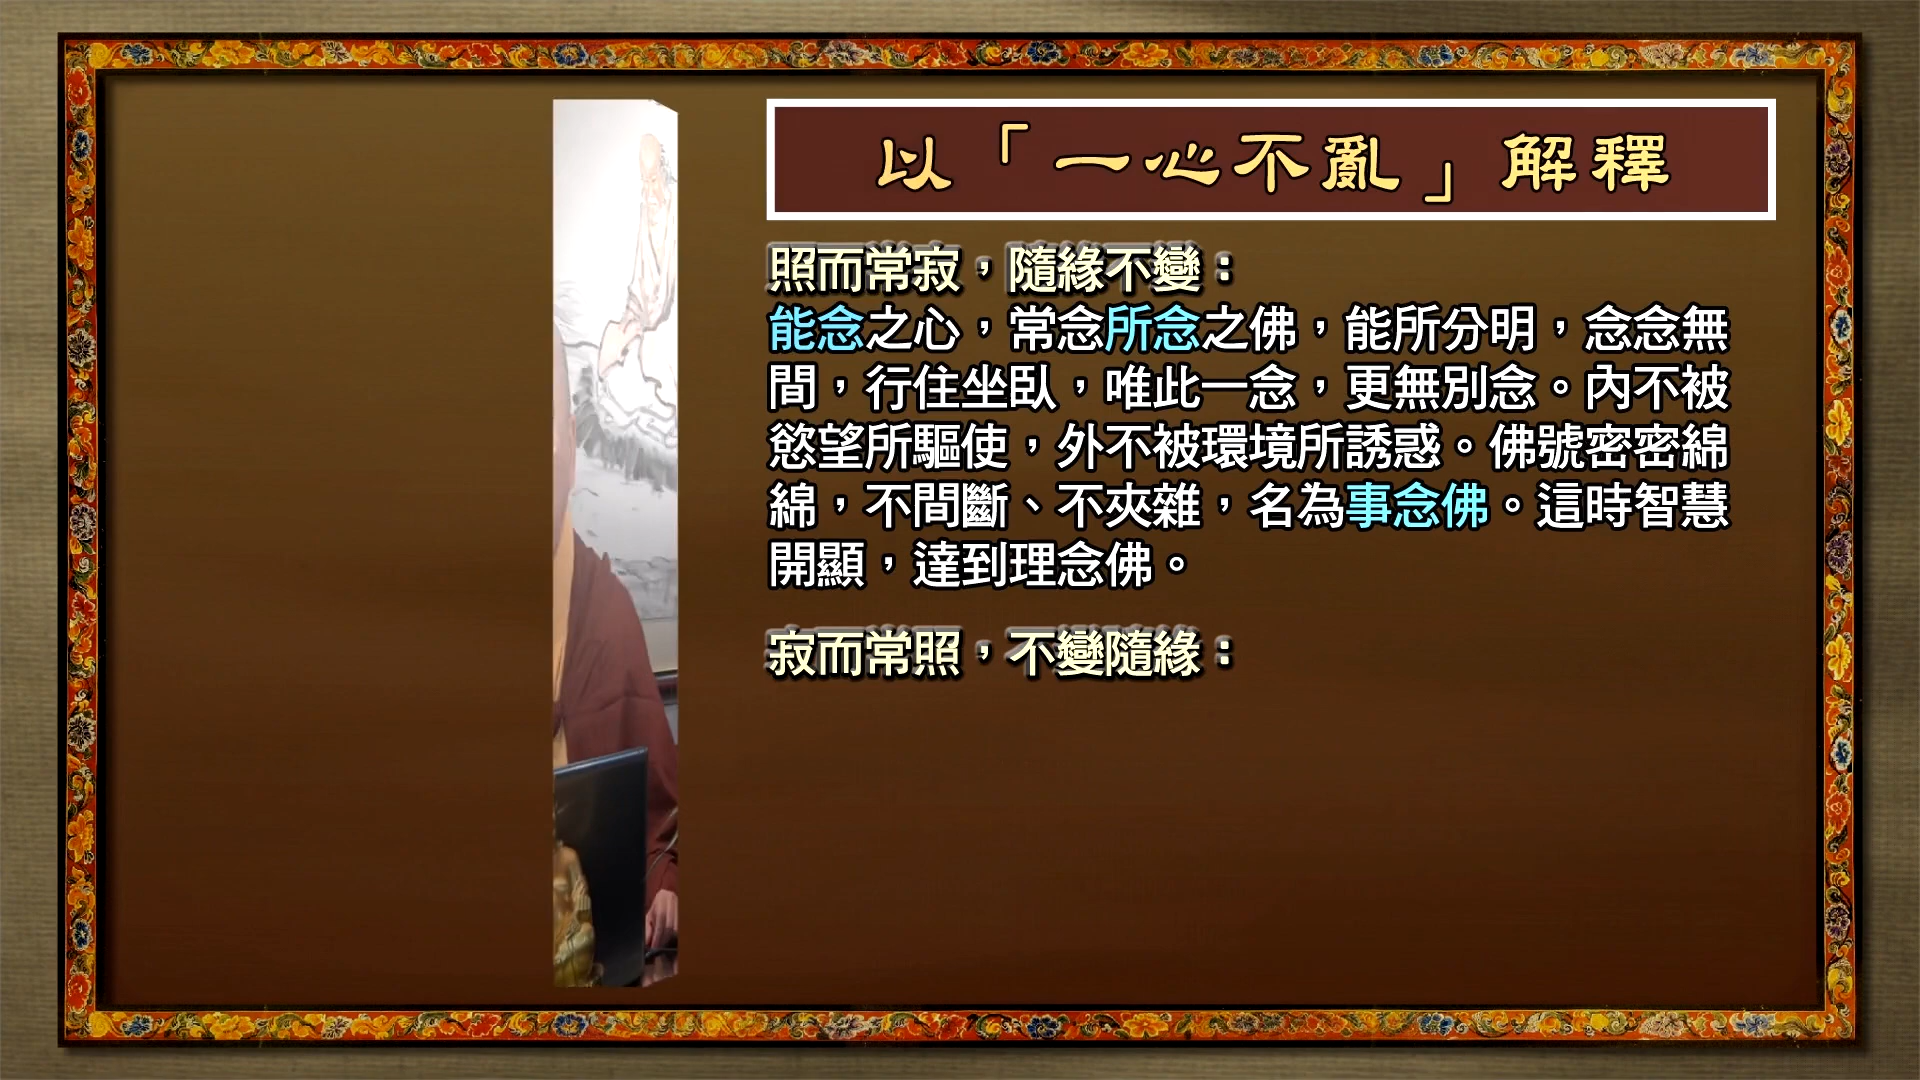 以「一心不亂」解釋
照而常寂，隨緣不變：
能念之心，常念所念之佛，能所分明，念念無
間，行住坐臥，唯此一念，更無別念。內不被
慾望所驅使，外不被環境所誘惑。佛號密密綿
綿，不間斷、不夾雜，名為事念佛。這時智慧
開顯，達到理念佛。
寂而常照，不變隨緣：